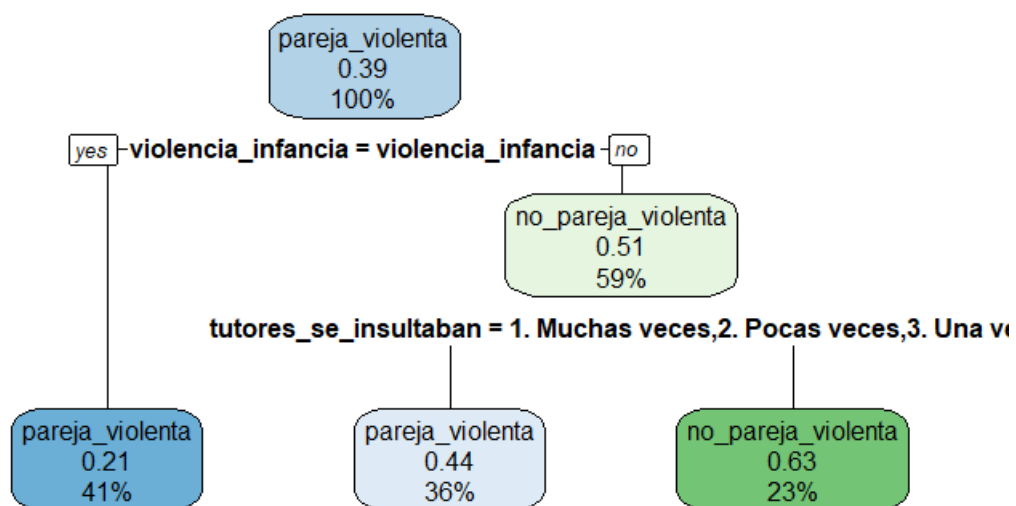 pareja_violenta
0.39
100%
yes violencia_infancia = violencia_infancia no
no_pareja_violenta
0.51
59%
tutores_se_insultaban = 1. Muchas veces,2. Pocas veces,3. Una ve
pareja_violenta
0.21
41%
pareja_violenta
0.44
36%
no_pareja_violenta
0.63
23%